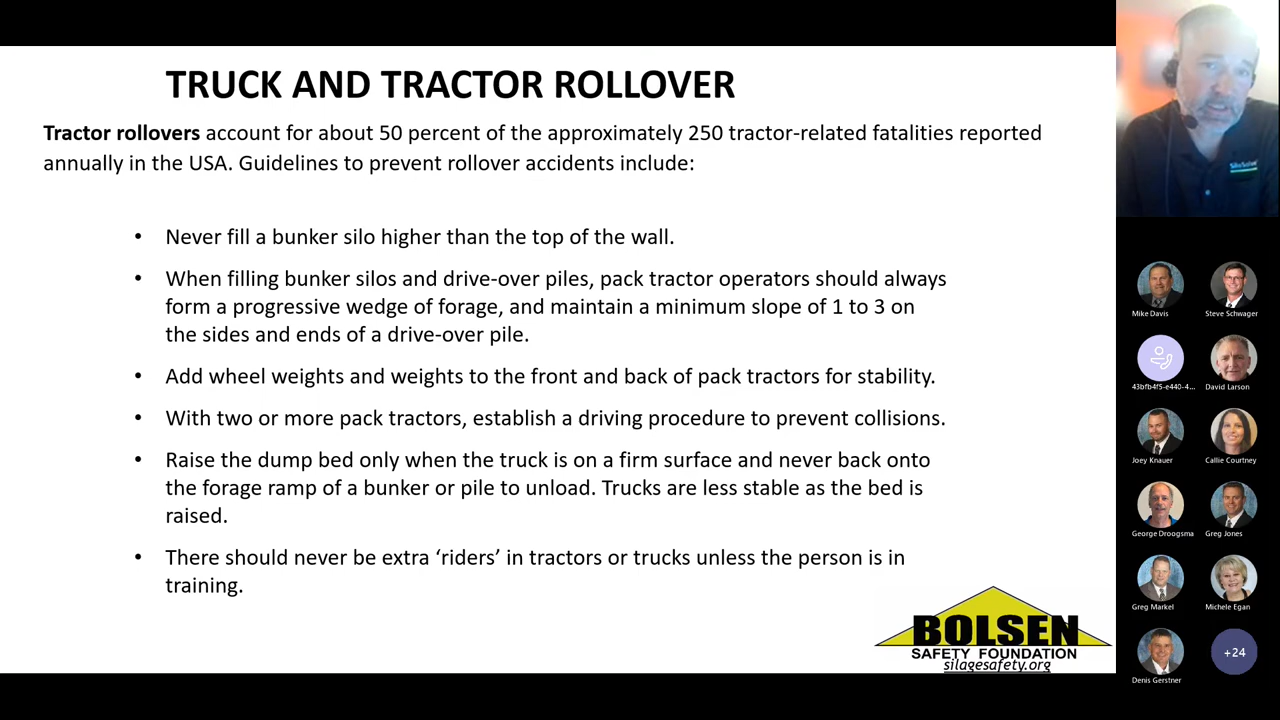 TRUCK AND TRACTOR ROLLOVER
Tractor rollovers account for about 50 percent of the approximately 250 tractor-related fatalities reported
annually in the USA. Guidelines to prevent rollover accidents include:
• Never fill a bunker silo higher than the top of the wall.
• When filling bunker silos and drive-over piles, pack tractor operators should always
form a progressive wedge of forage, and maintain a minimum slope of 1 to 3 on
the sides and ends of a drive-over pile.
• Add wheel weights and weights to the front and back of pack tractors for stability.
• With two or more pack tractors, establish a driving procedure to prevent collisions.
• Raise the dump bed only when the truck is on a firm surface and never back onto
the forage ramp of a bunker or pile to unload. Trucks are less stable as the bed is
raised.
• There should never be extra ‘riders’ in tractors or trucks unless the person is in
training.
BOLSEN
SAFETY FOUNDATION
silagesafety.org
Mike Davis
Steve Schwager
43bfb4f5-e440-4...
David Larson
Joey Knauer
Callie Courtney
George Droogsma
Greg Jones
Greg Markel
Michele Egan
Denis Gerstner
+24